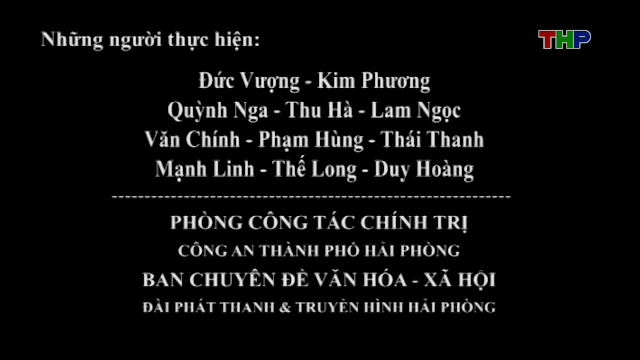 Những người thực hiện:
THP
Đức Vượng - Kim Phương
Quỳnh Nga - Thu Hà - Lam Ngọc
Văn Chính - Phạm Hùng - Thái Thanh
Mạnh Linh - Thế Long - Duy Hoàng
PHÒNG CÔNG TÁC CHÍNH TRỊ
CÔNG AN THÀNH PHỐ HẢI PHÒNG
BAN CHUYÊN ĐỀ VĂN HÓA - XÃ HỘI
ĐÀI PHÁT THANH & TRUYỀN HÌNH HẢI PHÒNG